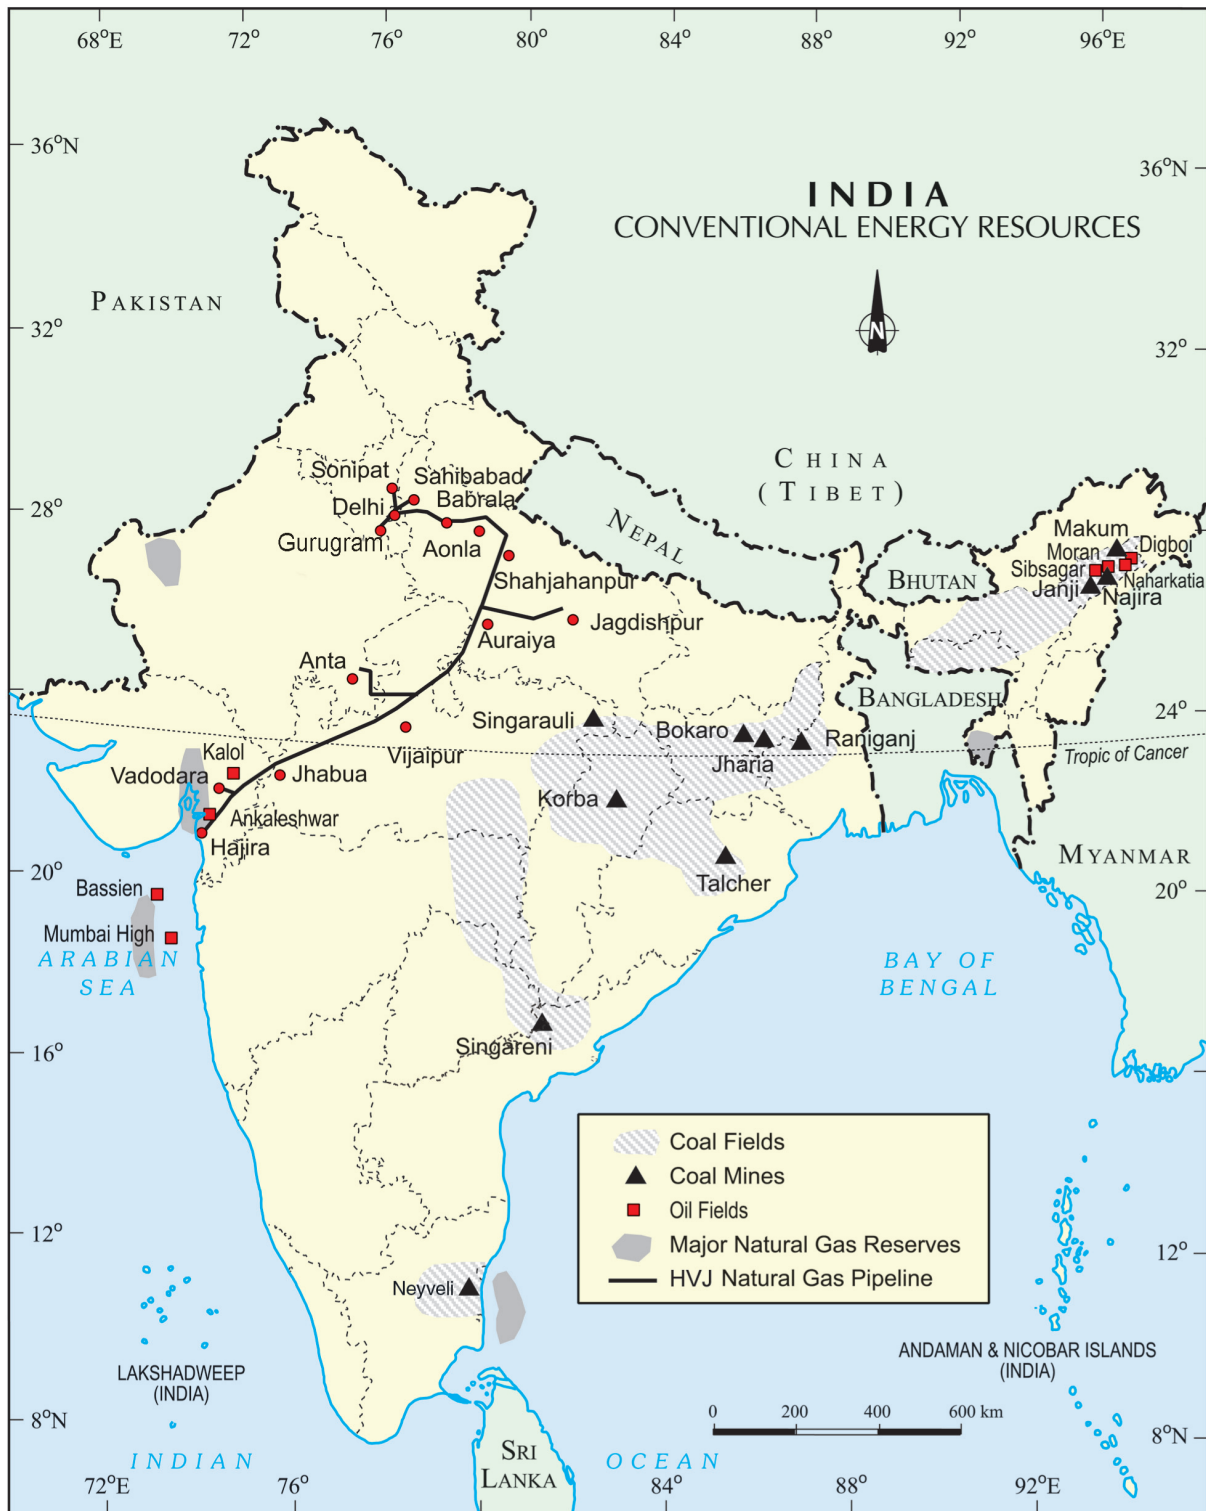 68°E
72°
76°
80°
84°
88°
92°
96°E
36°N
36°N
INDIA
CONVENTIONAL ENERGY RESOURCES
PAKISTAN
N
32°
32°
CHINA
(TIBET)
Sonipat
Sahibabad
Delhi
Babrala
28°
Gurugram
Aonla
NEPAL
Makum
Moran
Digboi
Sibsagar
BHUTAN
Naharkatia
Janji
Najira
Shahjahanpur
Jagdishpur
Auraiya
Anta
BANGLADESH
24°
Singarauli
Bokaro
Raniganj
Kalol
Vijaipur
Jharia
Tropic of Cancer
Vadodara
Jhabua
Korba
Ankaleshwar
Hajira
MYANMAR
20°
20°
Bassien
Talcher
Mumbai High
ARABIAN
SEA
BAY OF
BENGAL
16°
Singareni
Coal Fields
Coal Mines
Oil Fields
Major Natural Gas Reserves
HVJ Natural Gas Pipeline
12°
12°
Neyveli
LAKSHADWEEP
(INDIA)
ANDAMAN & NICOBAR ISLANDS
(INDIA)
0 200 400 600 km
8°N
8°N
INDIAN
OCEAN
SRI
LANKA
72°E
76°
84°
88°
92°E